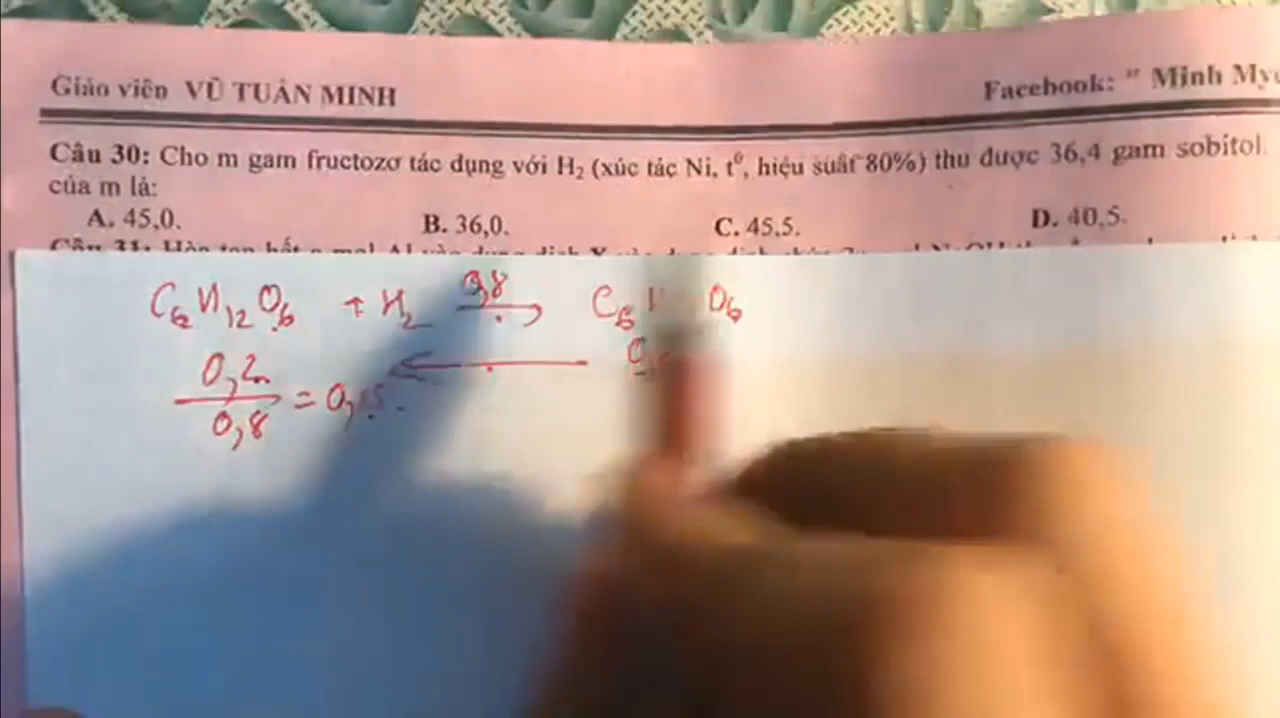 Giáo viên VŨ TUẤN MINH
Facebook: " Minh
Câu 30: Cho m gam fructozơ tác dụng với H₂ (xúc tác Ni, t⁰, hiệu suất 80%) thu được 36,4 gam sobitol.
của m là:
A. 45,0. B. 36,0. C. 45,5. D. 40,5.
C₆H₁₂O₆ + H₂ 0,8 → C₆ O₆
0,2 / 0,8 = 0,25 ←